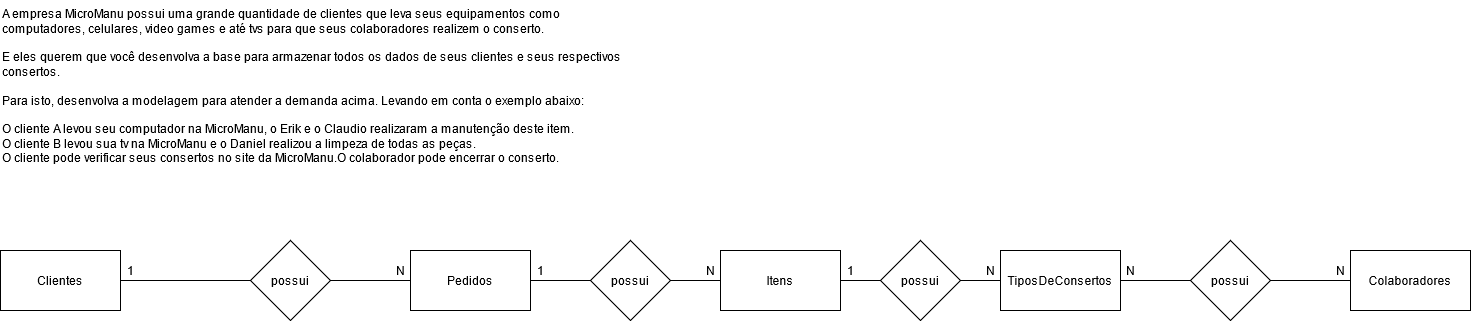 A empresa MicroManu possui uma grande quantidade de clientes que leva seus equipamentos como
computadores, celulares, video games e até tvs para que seus colaboradores realizem o conserto.
E eles querem que você desenvolva a base para armazenar todos os dados de seus clientes e seus respectivos
consertos.
Para isto, desenvolva a modelagem para atender a demanda acima. Levando em conta o exemplo abaixo:
O cliente A levou seu computador na MicroManu, o Erik e o Claudio realizaram a manutenção deste item.
O cliente B levou sua tv na MicroManu e o Daniel realizou a limpeza de todas as peças.
O cliente pode verificar seus consertos no site da MicroManu.O colaborador pode encerrar o conserto.
Clientes
1
possui
N
Pedidos
1
possui
N
Itens
1
possui
N
TiposDeConsertos
N
possui
N
Colaboradores